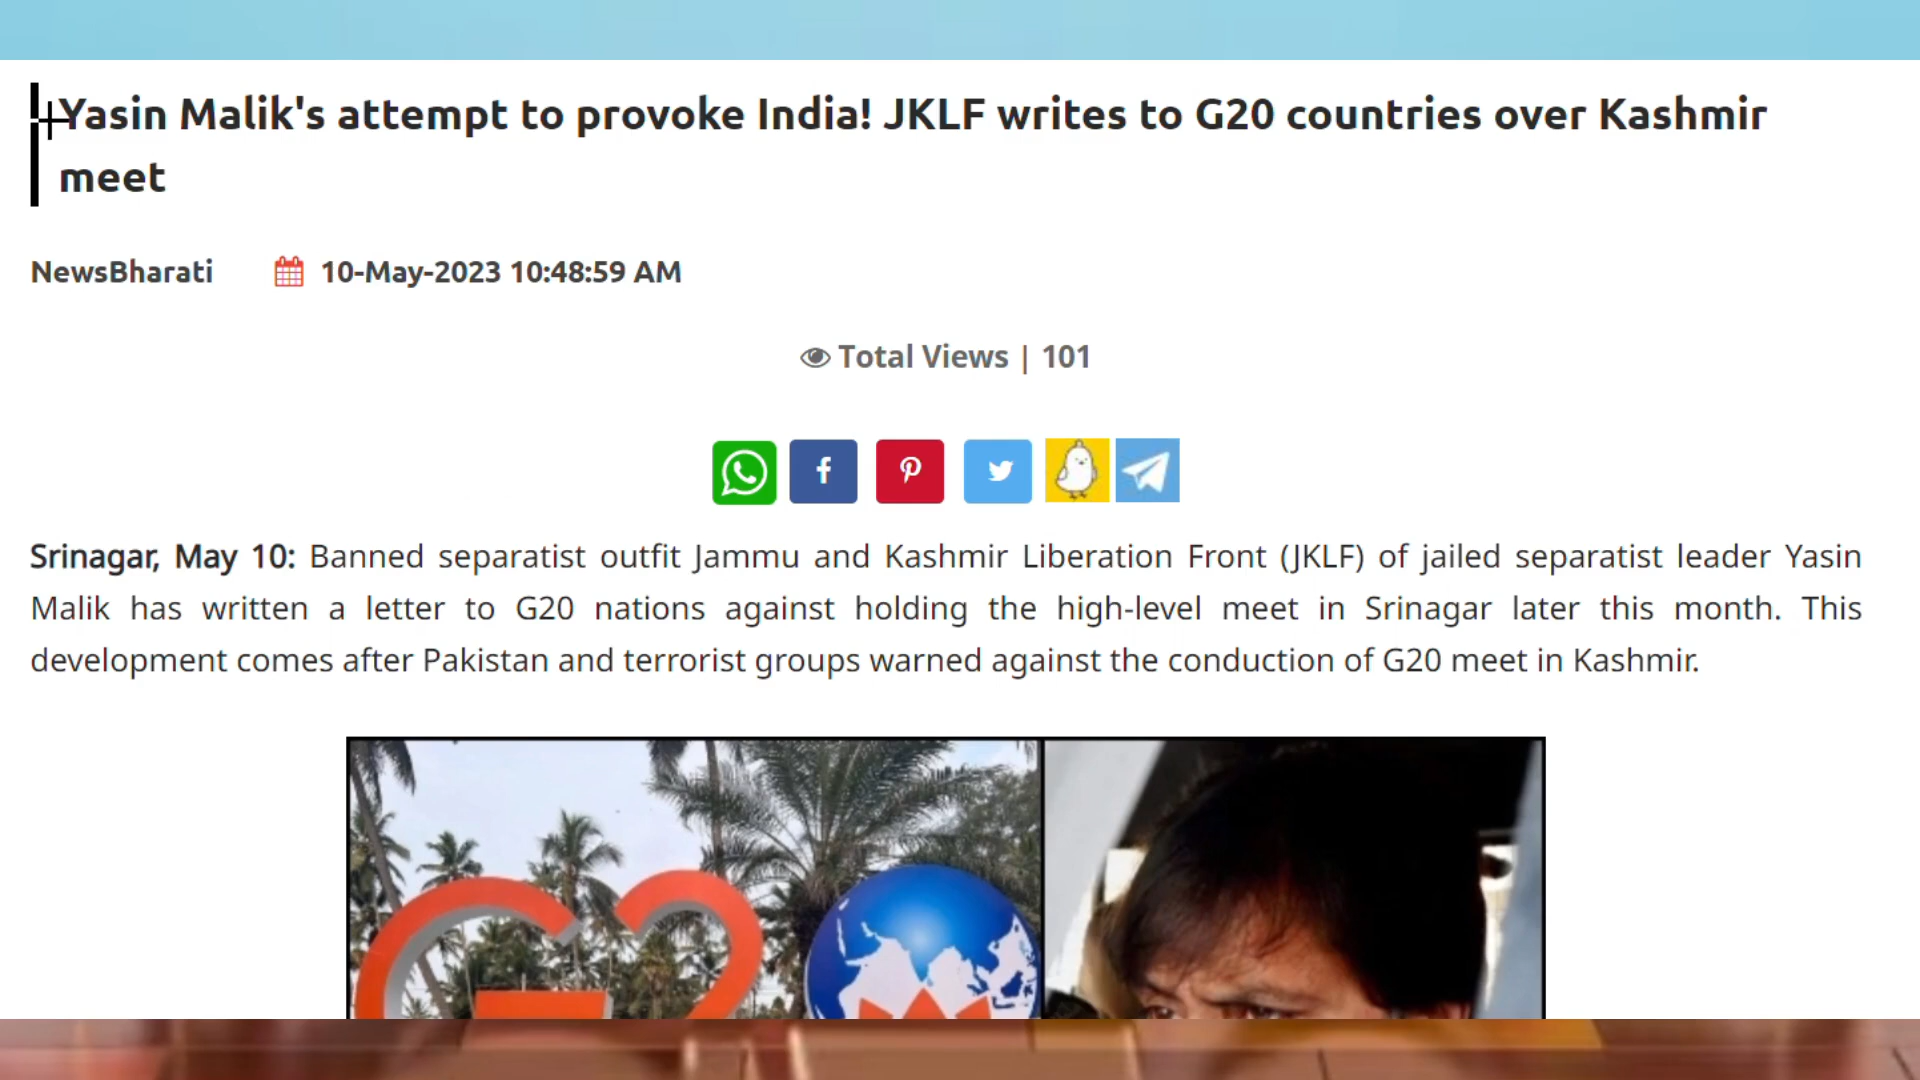 Yasin Malik's attempt to provoke India! JKLF writes to G20 countries over Kashmir
meet
NewsBharati 10-May-2023 10:48:59 AM
Total Views | 101
Srinagar, May 10: Banned separatist outfit Jammu and Kashmir Liberation Front (JKLF) of jailed separatist leader Yasin
Malik has written a letter to G20 nations against holding the high-level meet in Srinagar later this month. This
development comes after Pakistan and terrorist groups warned against the conduction of G20 meet in Kashmir.
G2